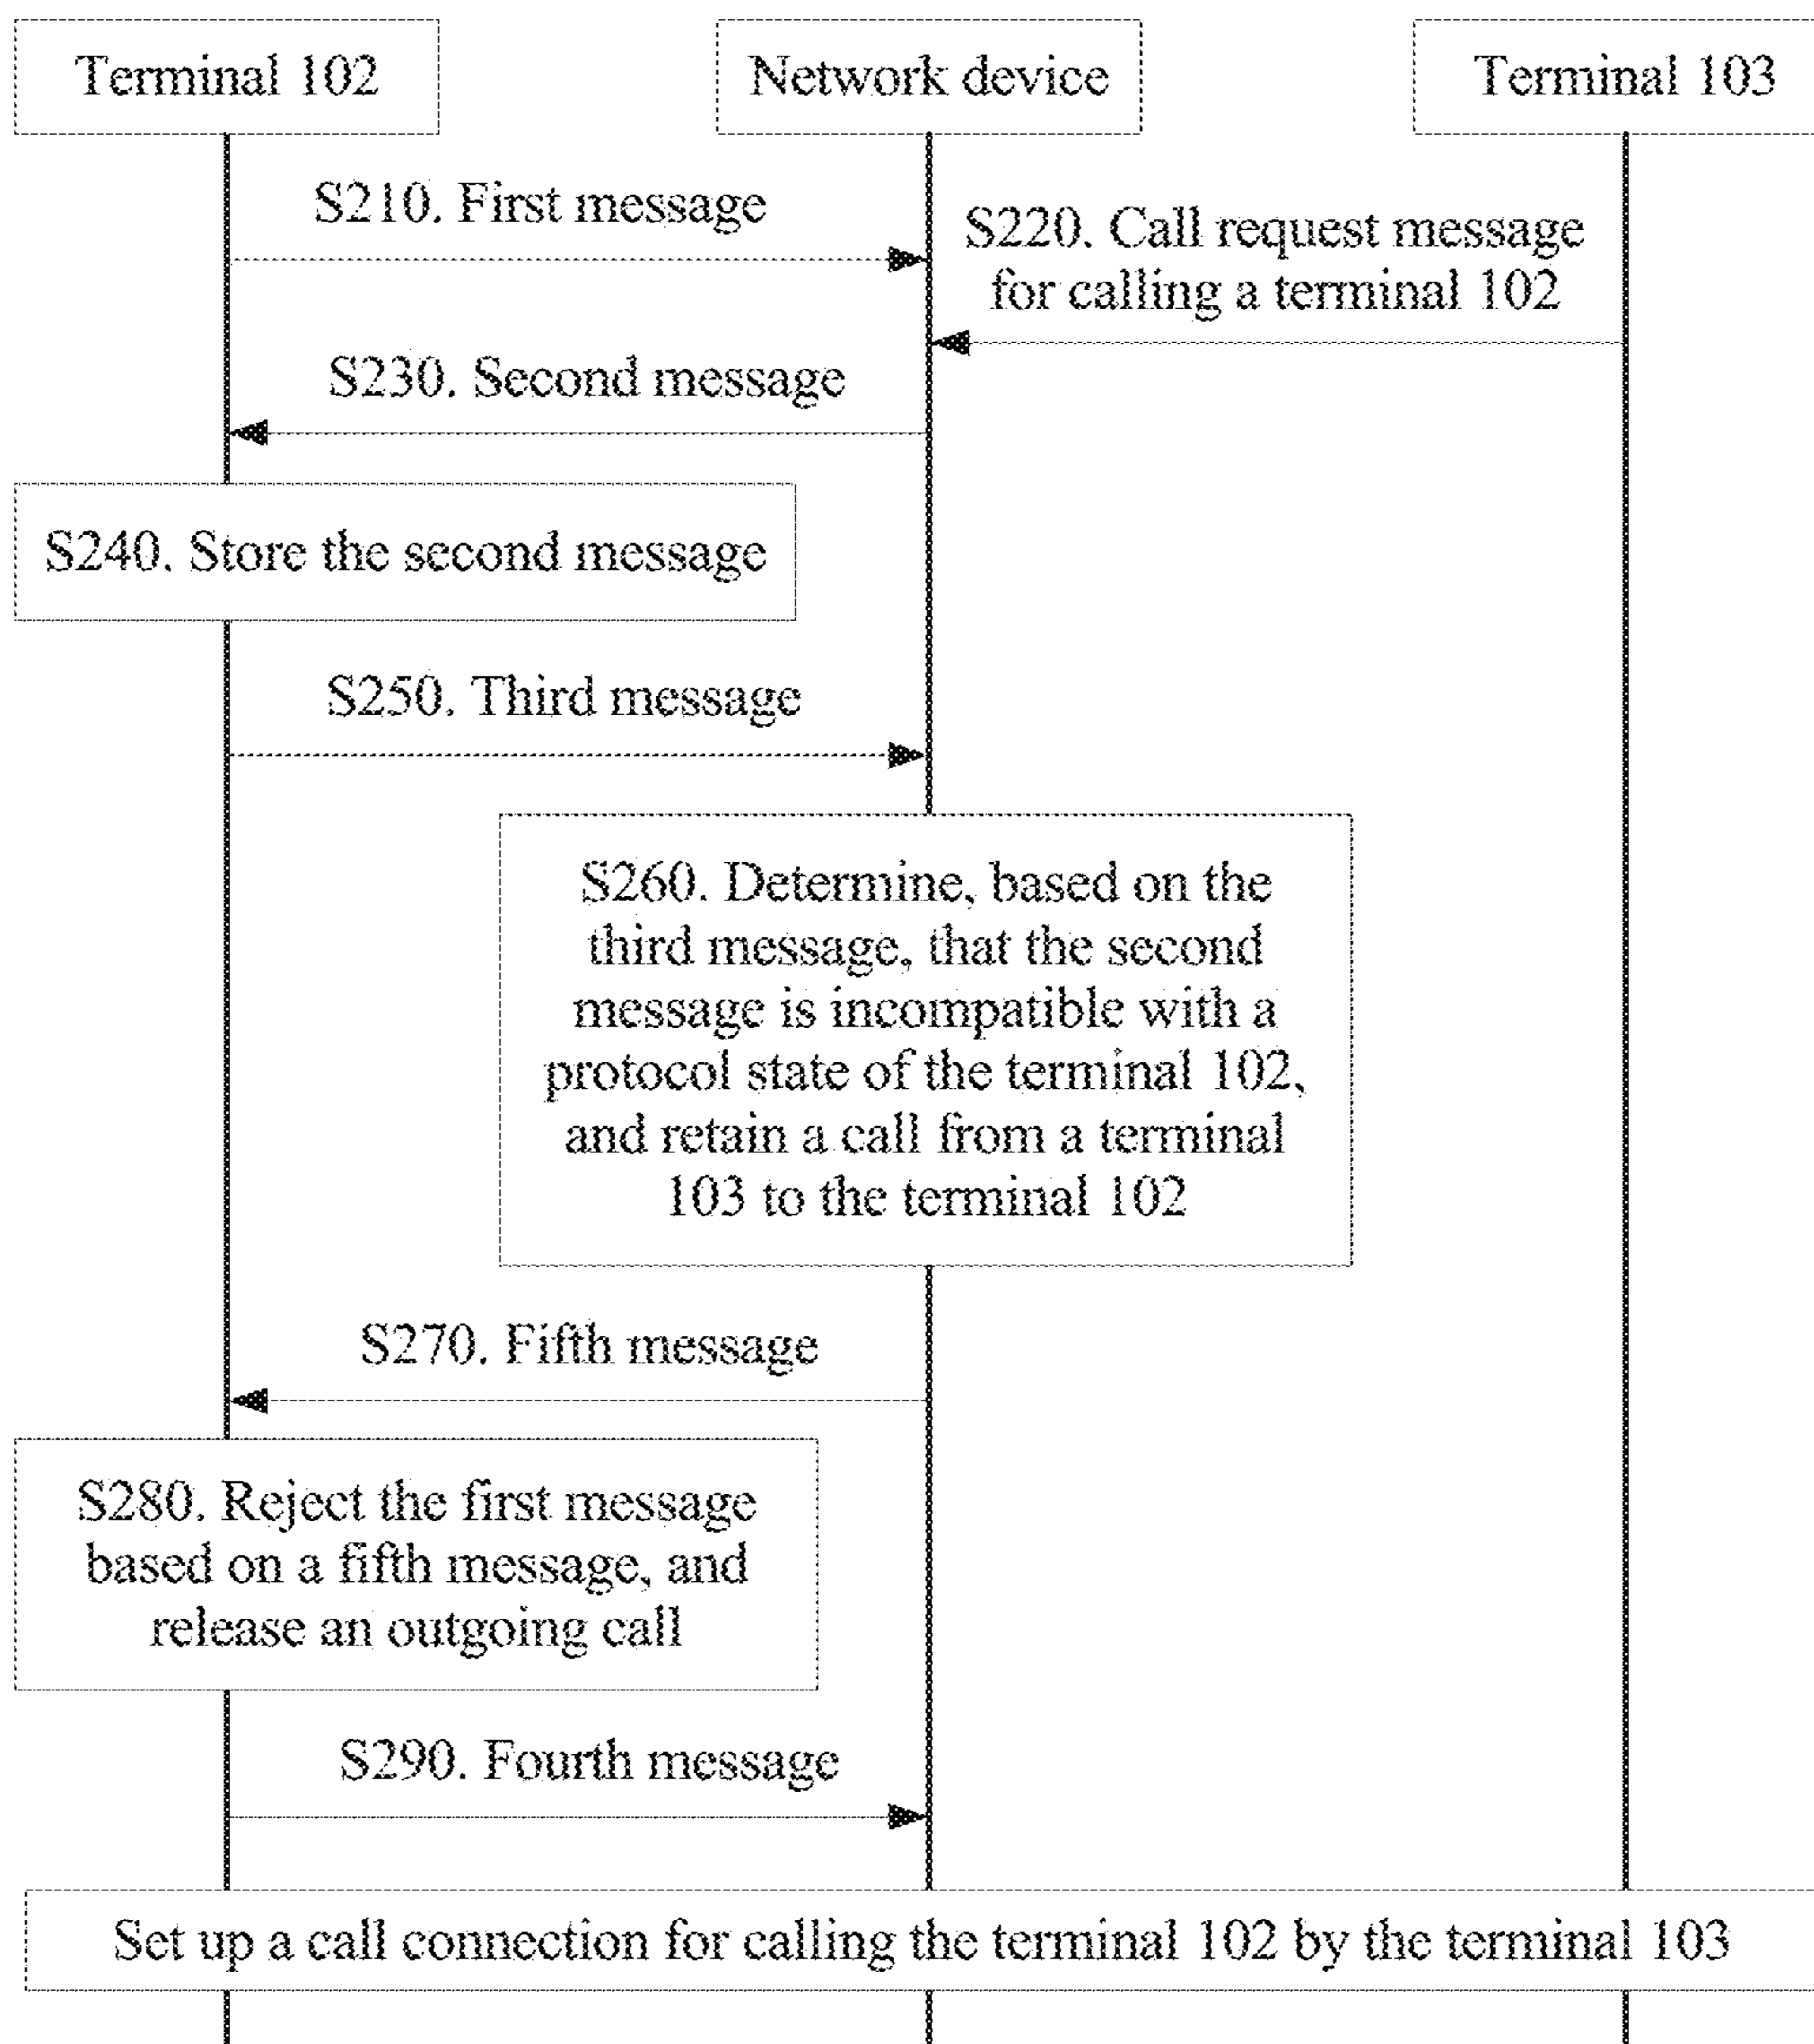 Terminal 102
Network device
Terminal 103
S210. First message
S220. Call request message
for calling a terminal 102
S230. Second message
S240. Store the second message
S250. Third message
S260. Determine, based on the
third message, that the second
message is incompatible with a
protocol state of the terminal 102,
and retain a call from a terminal
103 to the terminal 102
S270. Fifth message
S280. Reject the first message
based on a fifth message, and
release an outgoing call
S290. Fourth message
Set up a call connection for calling the terminal 102 by the terminal 103